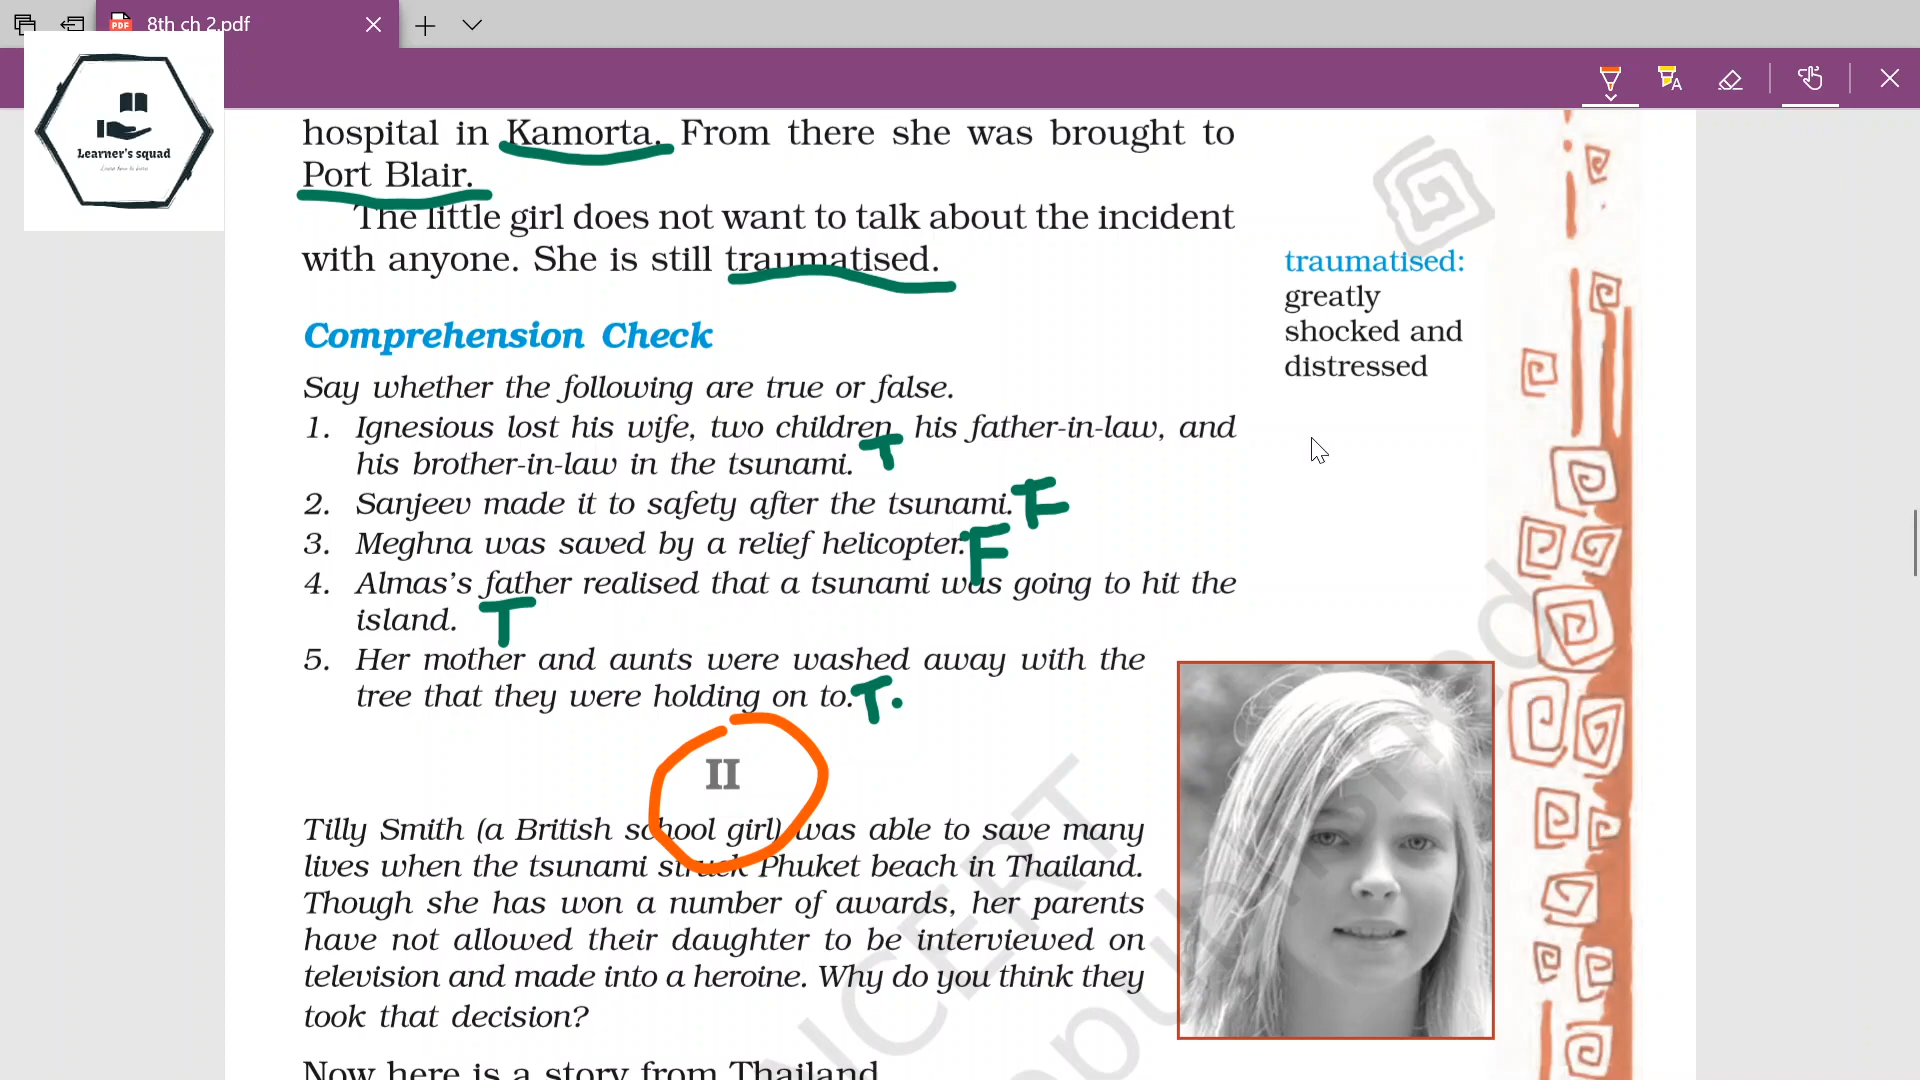 8th ch 2.pdf
Learner's squad
hospital in Kamorta. From there she was brought to
Port Blair.
The little girl does not want to talk about the incident
with anyone. She is still traumatised.
traumatised:
greatly
shocked and
distressed
Comprehension Check
Say whether the following are true or false.
1. Ignesious lost his wife, two children, his father-in-law, and
his brother-in-law in the tsunami. T
2. Sanjeev made it to safety after the tsunami. F
3. Meghna was saved by a relief helicopter. F
4. Almas's father realised that a tsunami was going to hit the
island. T
5. Her mother and aunts were washed away with the
tree that they were holding on to. T.
II
Tilly Smith (a British school girl) was able to save many
lives when the tsunami struck Phuket beach in Thailand.
Though she has won a number of awards, her parents
have not allowed their daughter to be interviewed on
television and made into a heroine. Why do you think they
took that decision?
Now here is a story from Thailand.
NCERT